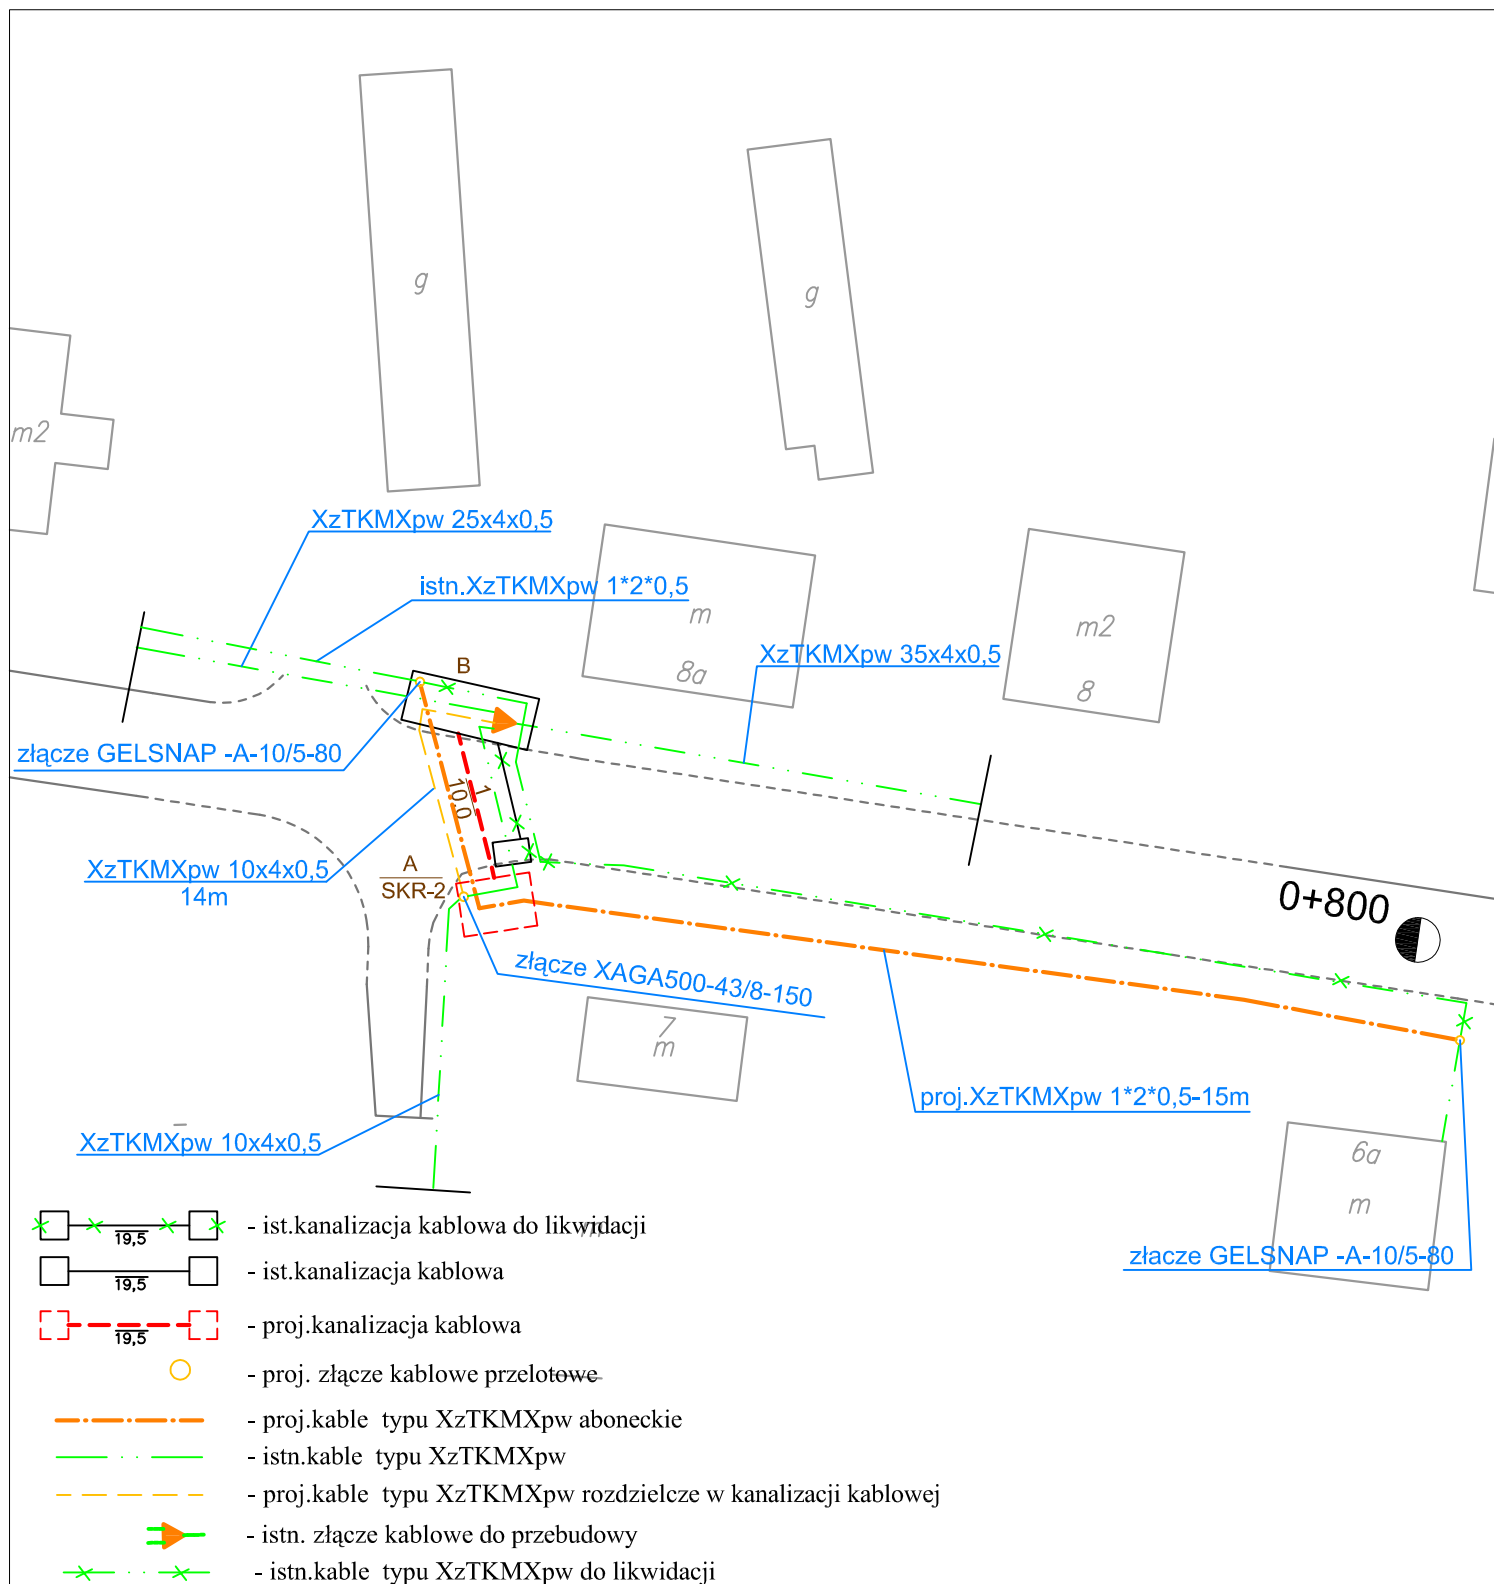 g
g
m2
XzTKMXpw 25x4x0,5
istn.XzTKMXpw 1*2*0,5
m
8a
m2
8
XzTKMXpw 35x4x0,5
B
złącze GELSNAP -A-10/5-80
1
10,0
XzTKMXpw 10x4x0,5
14m
A
SKR-2
0+800
złącze XAGA500-43/8-150
7
m
proj.XzTKMXpw 1*2*0,5-15m
XzTKMXpw 10x4x0,5
6a
m
złacze GELSNAP -A-10/5-80
m
19,5
- ist.kanalizacja kablowa do likwidacji
19,5
- ist.kanalizacja kablowa
19,5
- proj.kanalizacja kablowa
- proj. złącze kablowe przelotowe
- proj.kable typu XzTKMXpw aboneckie
- istn.kable typu XzTKMXpw
- proj.kable typu XzTKMXpw rozdzielcze w kanalizacji kablowej
- istn. złącze kablowe do przebudowy
- istn.kable typu XzTKMXpw do likwidacji